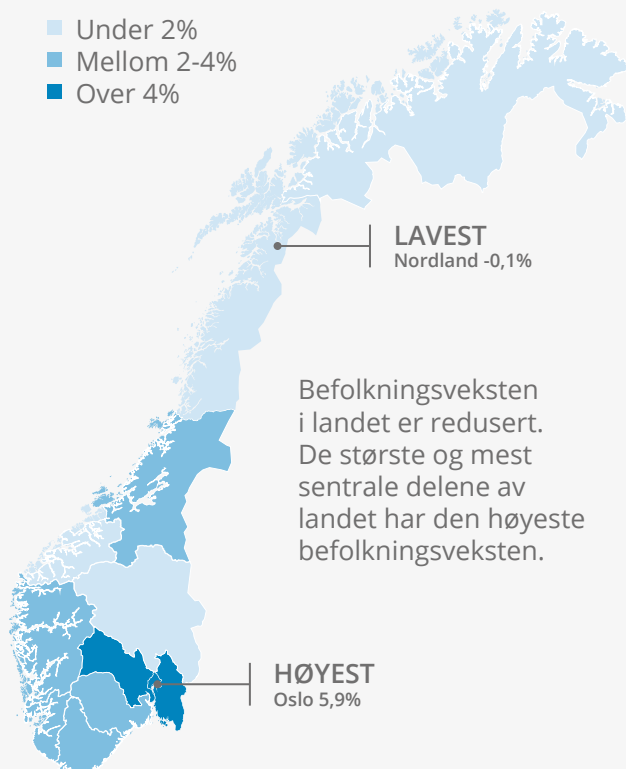 Under 2%
Mellom 2-4%
Over 4%
LAVEST
Nordland -0,1%
Befolkningsveksten
i landet er redusert.
De største og mest
sentrale delene av
landet har den høyeste
befolkningsveksten.
HØYEST
Oslo 5,9%